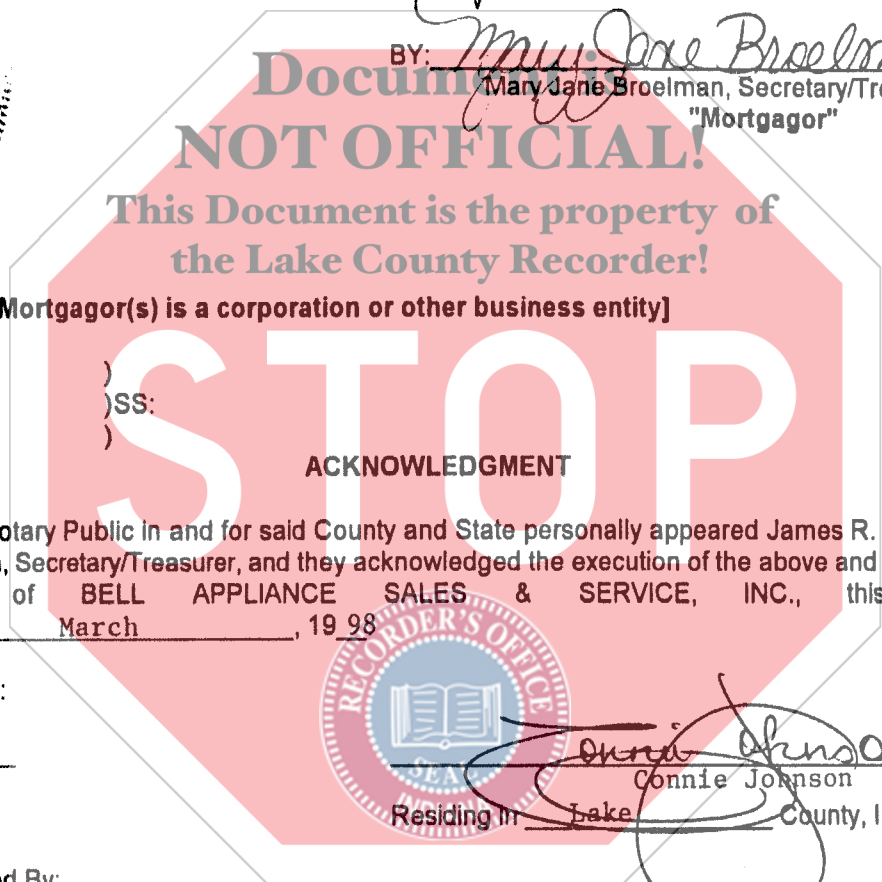 BY: Mary Jane Broelm
Mary Jane Broelman, Secretary/Tre
"Mortgagor"
Document is
NOT OFFICIAL!
This Document is the property of
the Lake County Recorder!
Mortgagor(s) is a corporation or other business entity]
)
)SS:
)
STOP
ACKNOWLEDGMENT
otary Public in and for said County and State personally appeared James R.
, Secretary/Treasurer, and they acknowledged the execution of the above and
of BELL APPLIANCE SALES & SERVICE, INC., this
March, 19 98
RECORDER'S OFFICE
SEAL
INDIANA
:
Connie Johnso
Connie Johnson
Residing in Lake County, I
d By: